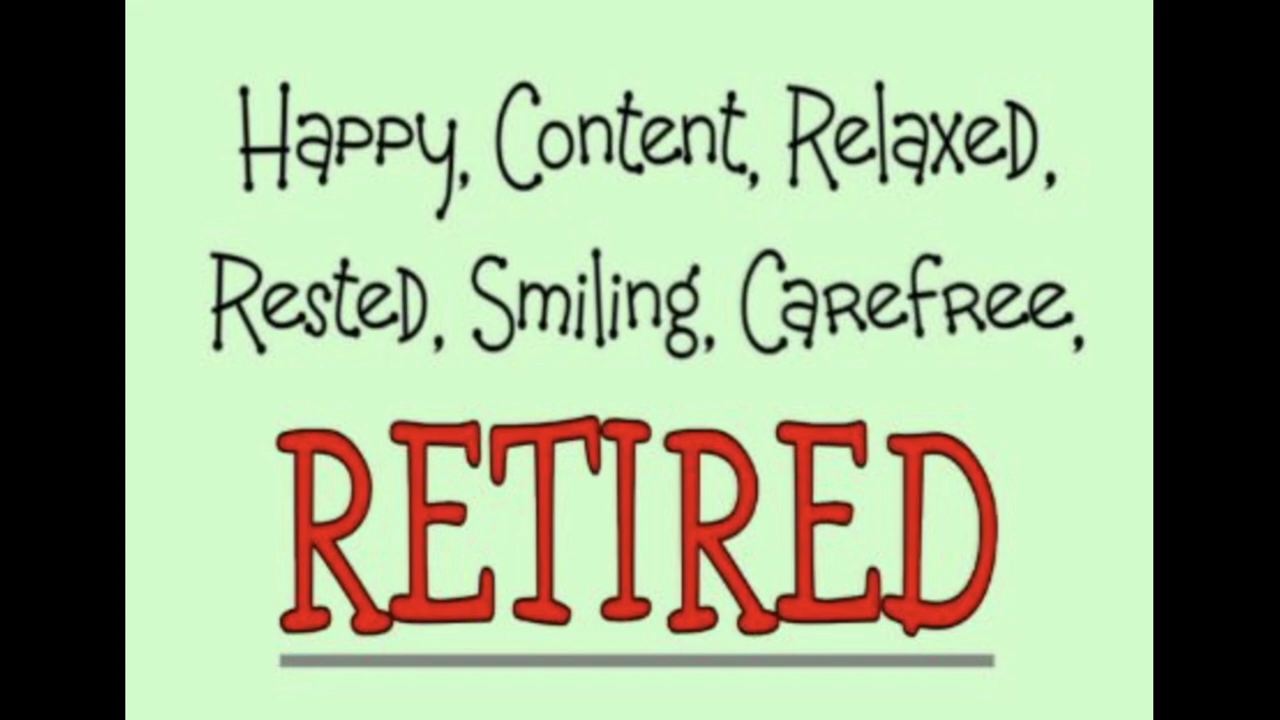 Happy, Content, Relaxed,
Rested, Smiling, Carefree,
RETIRED